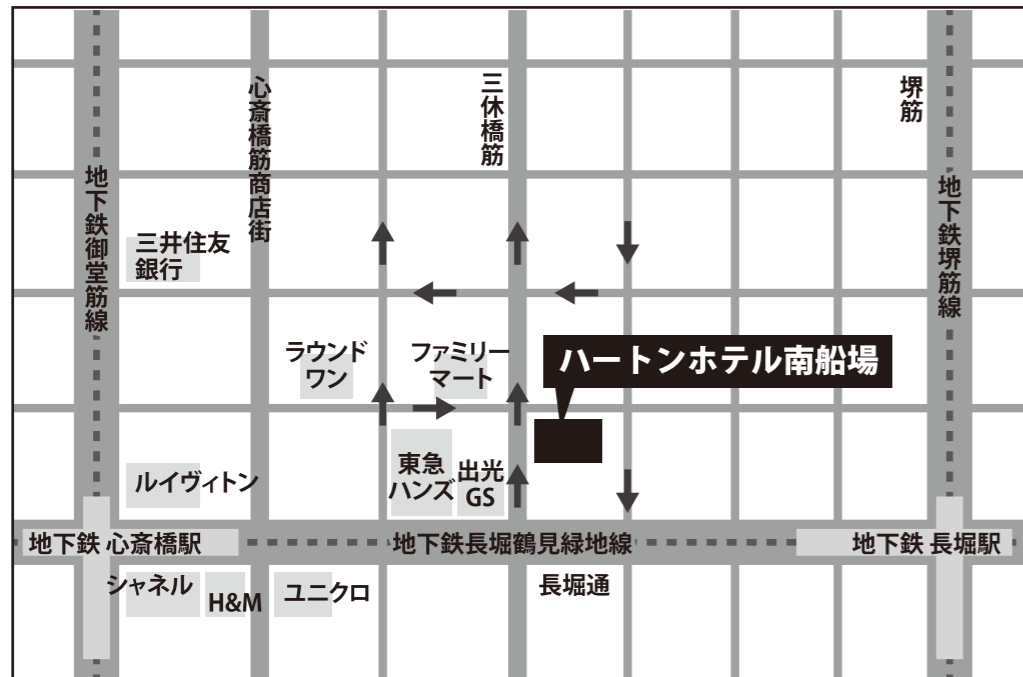 心斎橋筋商店街
三休橋筋
堺筋
地下鉄御堂筋線
地下鉄堺筋線
三井住友
銀行
ラウンド
ワン
ファミリー
マート
ハートンホテル南船場
東急
ハンズ
出光
GS
ルイヴィトン
地下鉄 心斎橋駅
地下鉄長堀鶴見緑地線
地下鉄 長堀駅
シャネル
H&M
ユニクロ
長堀通